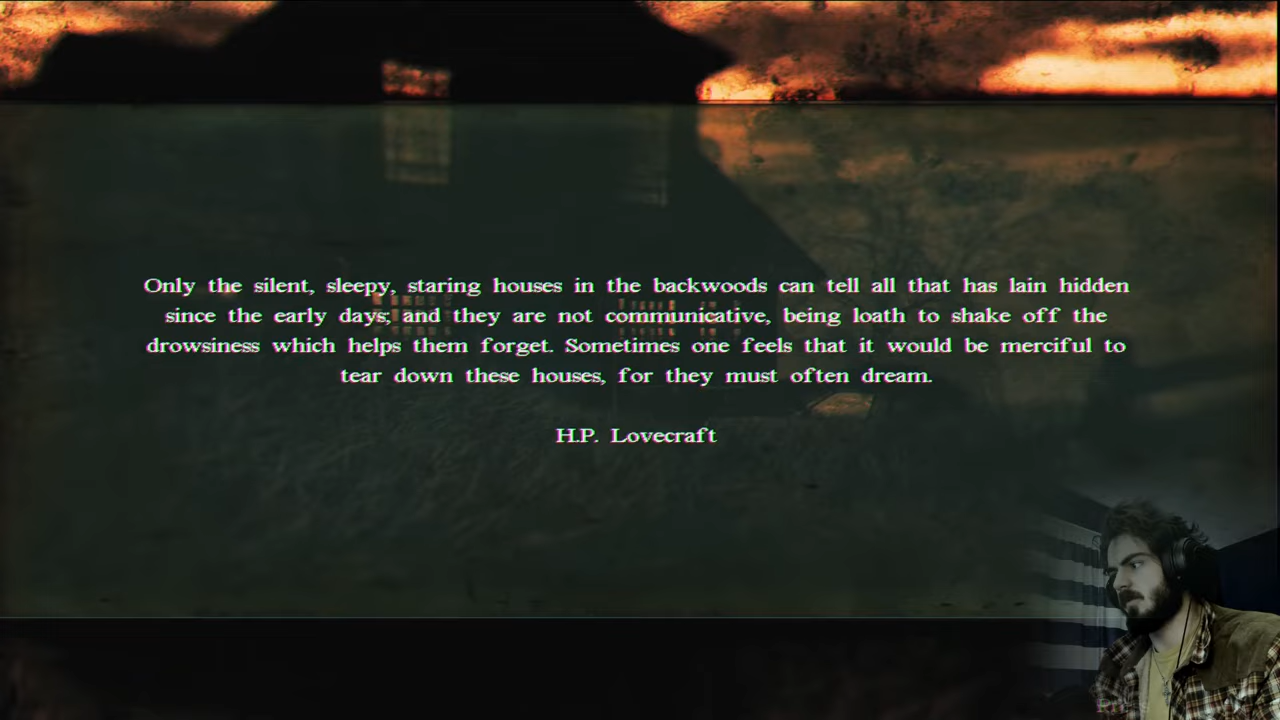 Only the silent, sleepy, staring houses in the backwoods can tell all that has lain hidden
since the early days; and they are not communicative, being loath to shake off the
drowsiness which helps them forget. Sometimes one feels that it would be merciful to
tear down these houses, for they must often dream.
H.P. Lovecraft